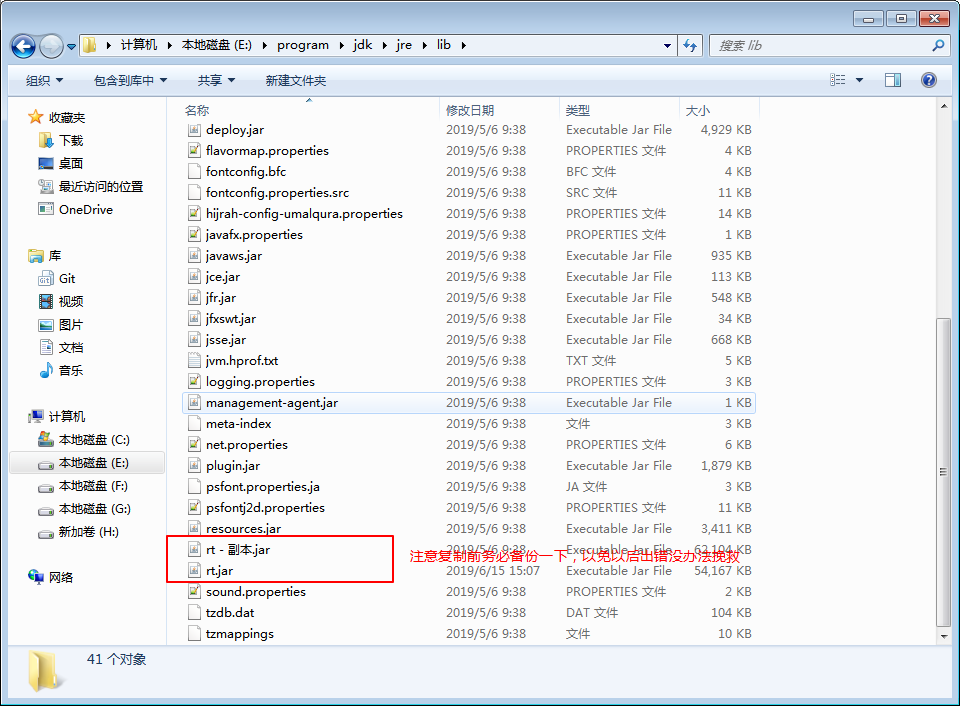 计算机 本地磁盘 (E:) program jdk jre lib 搜索 lib
组织 包含到库中 共享 新建文件夹
收藏夹
下载
桌面
最近访问的位置
OneDrive
库
Git
视频
图片
文档
音乐
计算机
本地磁盘 (C:)
本地磁盘 (E:)
本地磁盘 (F:)
本地磁盘 (G:)
新加卷 (H:)
网络
名称 修改日期 类型 大小
deploy.jar 2019/5/6 9:38 Executable Jar File 4,929 KB
flavormap.properties 2019/5/6 9:38 PROPERTIES 文件 4 KB
fontconfig.bfc 2019/5/6 9:38 BFC 文件 4 KB
fontconfig.properties.src 2019/5/6 9:38 SRC 文件 11 KB
hijrah-config-umalqura.properties 2019/5/6 9:38 PROPERTIES 文件 14 KB
javafx.properties 2019/5/6 9:38 PROPERTIES 文件 1 KB
javaws.jar 2019/5/6 9:38 Executable Jar File 935 KB
jce.jar 2019/5/6 9:38 Executable Jar File 113 KB
jfr.jar 2019/5/6 9:38 Executable Jar File 548 KB
jfxswt.jar 2019/5/6 9:38 Executable Jar File 34 KB
jsse.jar 2019/5/6 9:38 Executable Jar File 668 KB
jvm.hprof.txt 2019/5/6 9:38 TXT 文件 5 KB
logging.properties 2019/5/6 9:38 PROPERTIES 文件 3 KB
management-agent.jar 2019/5/6 9:38 Executable Jar File 1 KB
meta-index 2019/5/6 9:38 文件 3 KB
net.properties 2019/5/6 9:38 PROPERTIES 文件 6 KB
plugin.jar 2019/5/6 9:38 Executable Jar File 1,879 KB
psfont.properties.ja 2019/5/6 9:38 JA 文件 3 KB
psfontj2d.properties 2019/5/6 9:38 PROPERTIES 文件 11 KB
resources.jar 2019/5/6 9:38 Executable Jar File 3,411 KB
rt - 副本.jar 2019/5/6 9:38 Executable Jar File KB
注意复制前务必备份一下，以免以后出错没办法挽救
rt.jar 2019/6/15 15:07 Executable Jar File 54,167 KB
sound.properties 2019/5/6 9:38 PROPERTIES 文件 2 KB
tzdb.dat 2019/5/6 9:38 DAT 文件 104 KB
tzmappings 2019/5/6 9:38 文件 10 KB
41 个对象